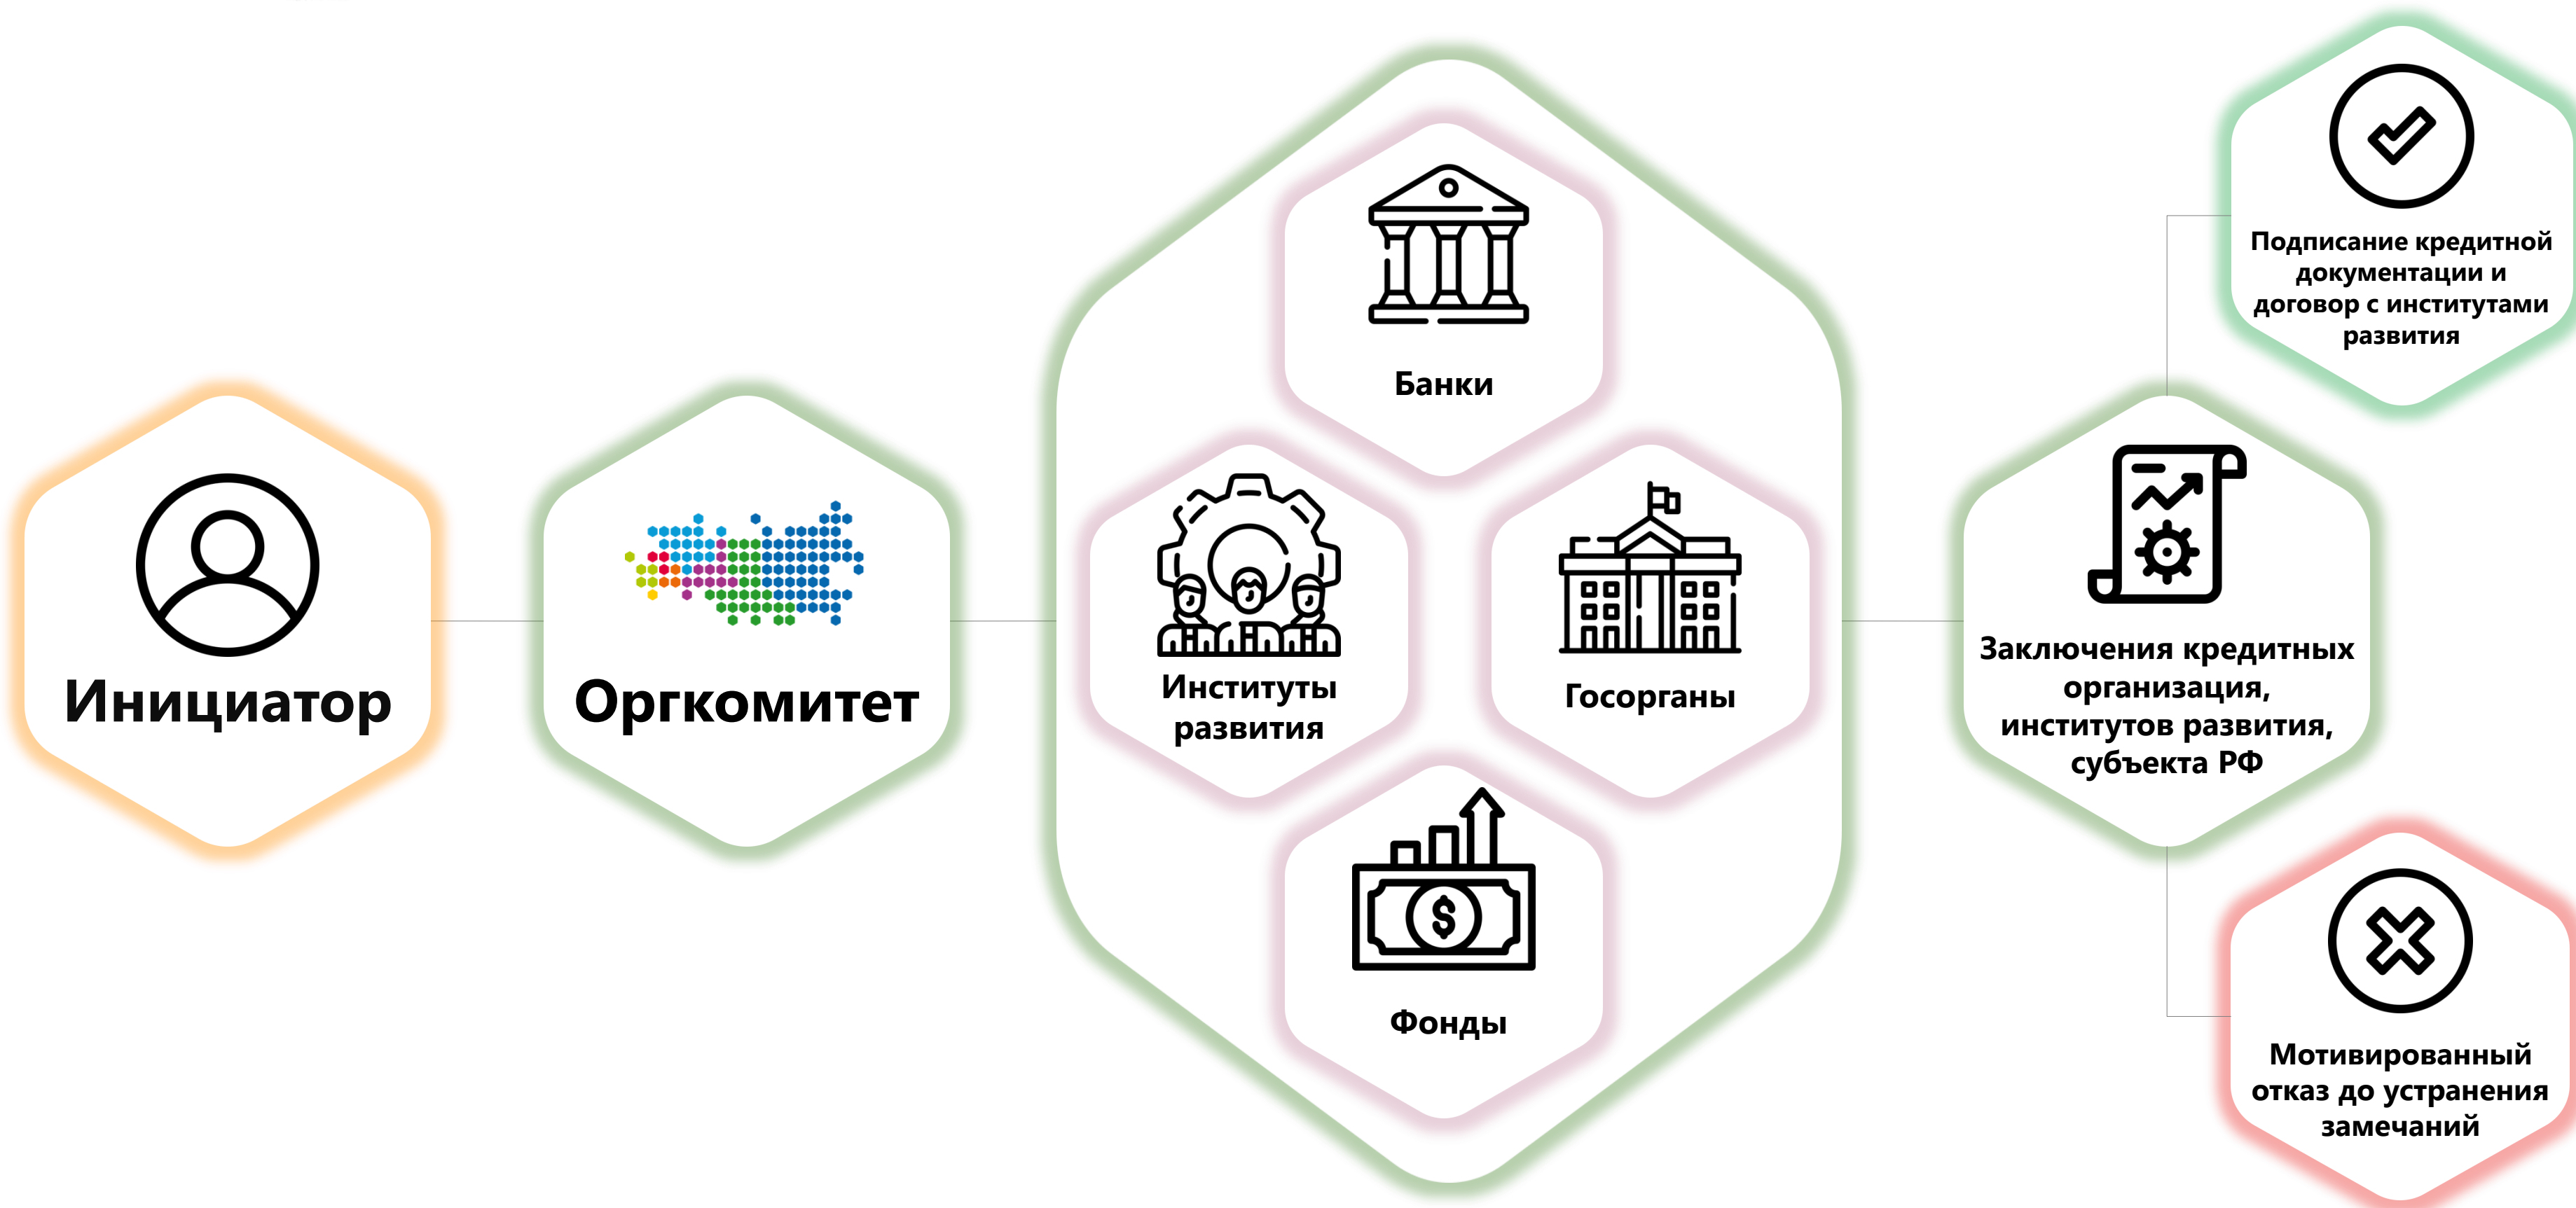 Инициатор
Оргкомитет
Банки
Институты
развития
Госорганы
Фонды
Заключения кредитных
организация,
институтов развития,
субъекта РФ
Подписание кредитной
документации и
договор с институтами
развития
Мотивированный
отказ до устранения
замечаний